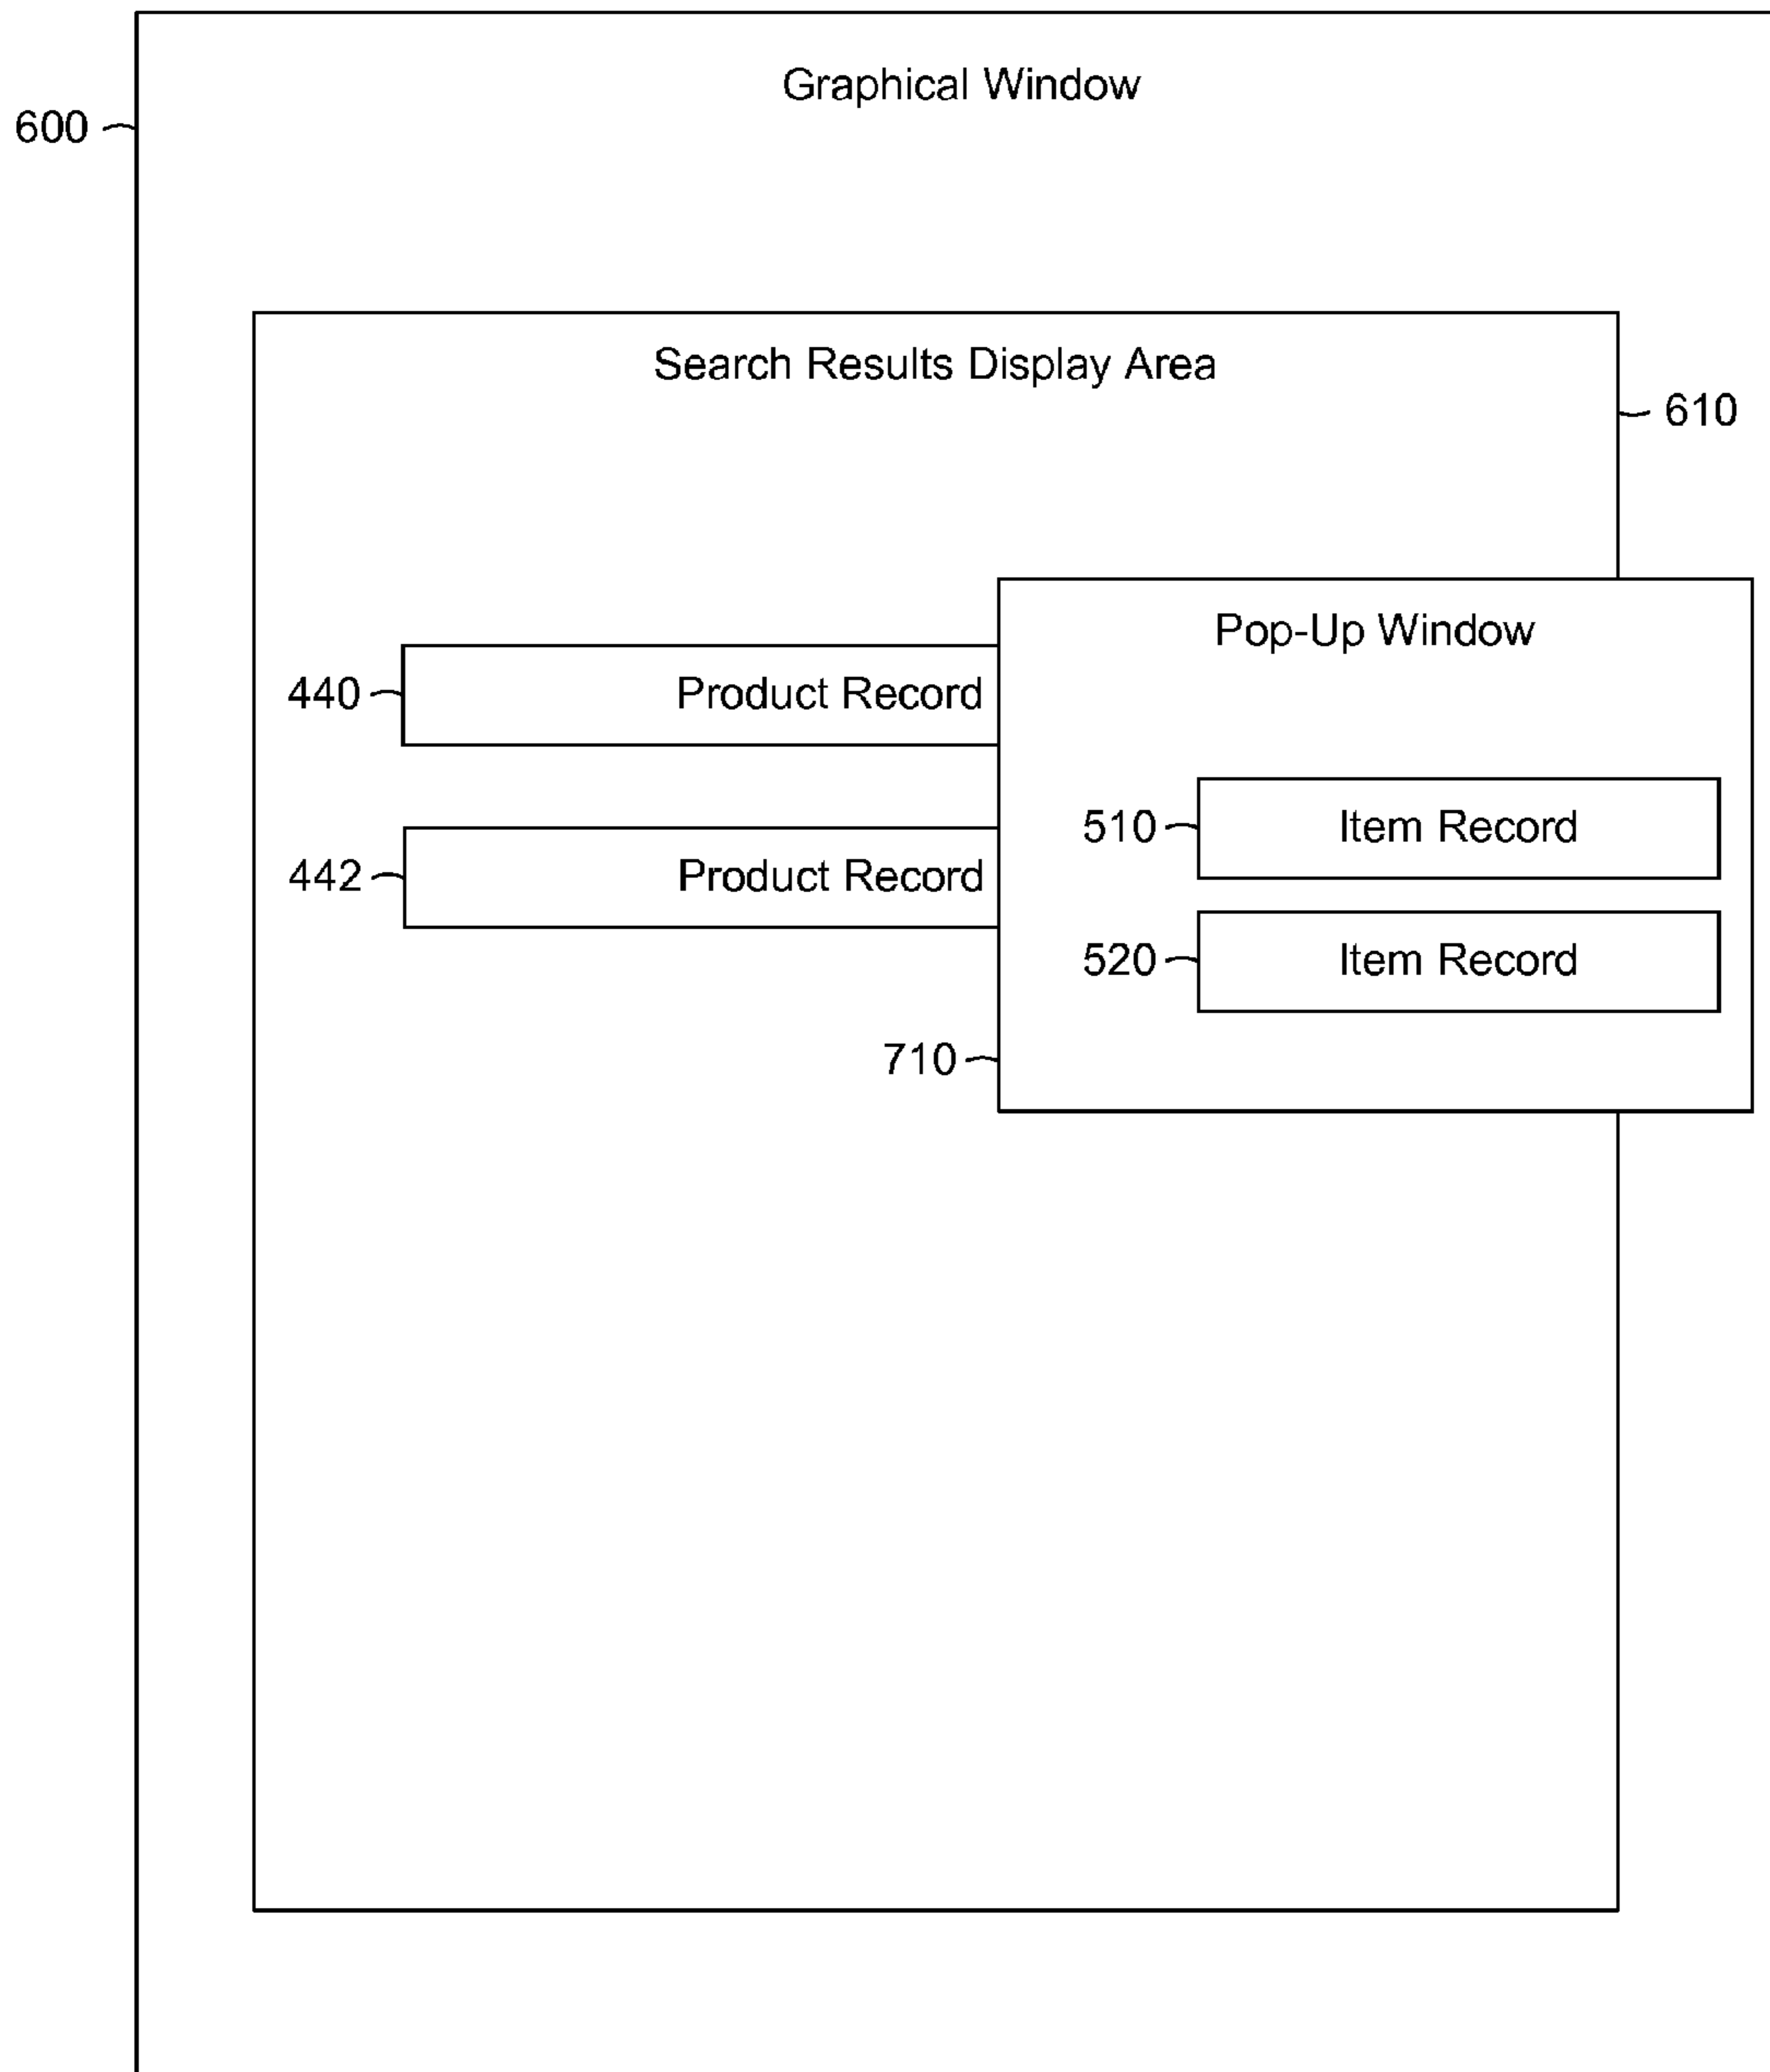 Graphical Window
600
Search Results Display Area
610
Pop-Up Window
440
Product Record
510
Item Record
442
Product Record
520
Item Record
710